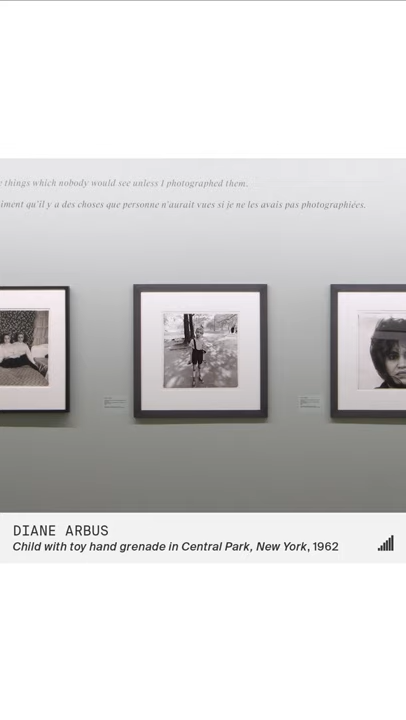 things which nobody would see unless I photographed them.
qu'il y a des choses que personne n'aurait vues si je ne les avais pas photographiées.
DIANE ARBUS
Child with toy hand grenade in Central Park, New York, 1962